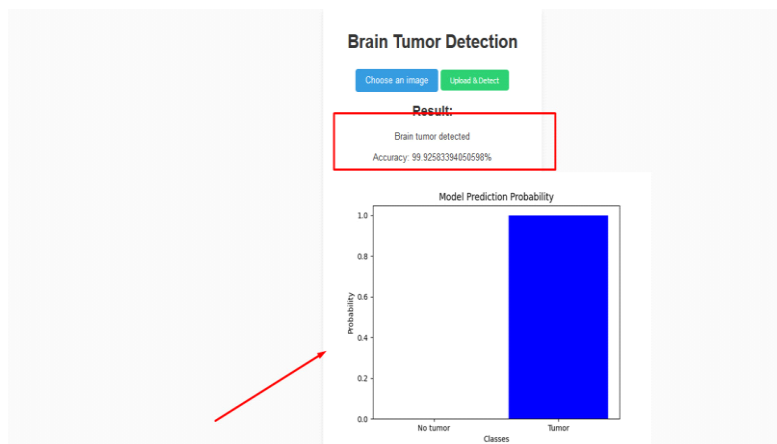 Brain Tumor Detection
Choose an image Upload & Detect
Result:
Brain tumor detected
Accuracy: 99.92583394050598%
Model Prediction Probability
1.0
0.8
0.6
0.4
0.2
0.0
Probability
No tumor Tumor
Classes